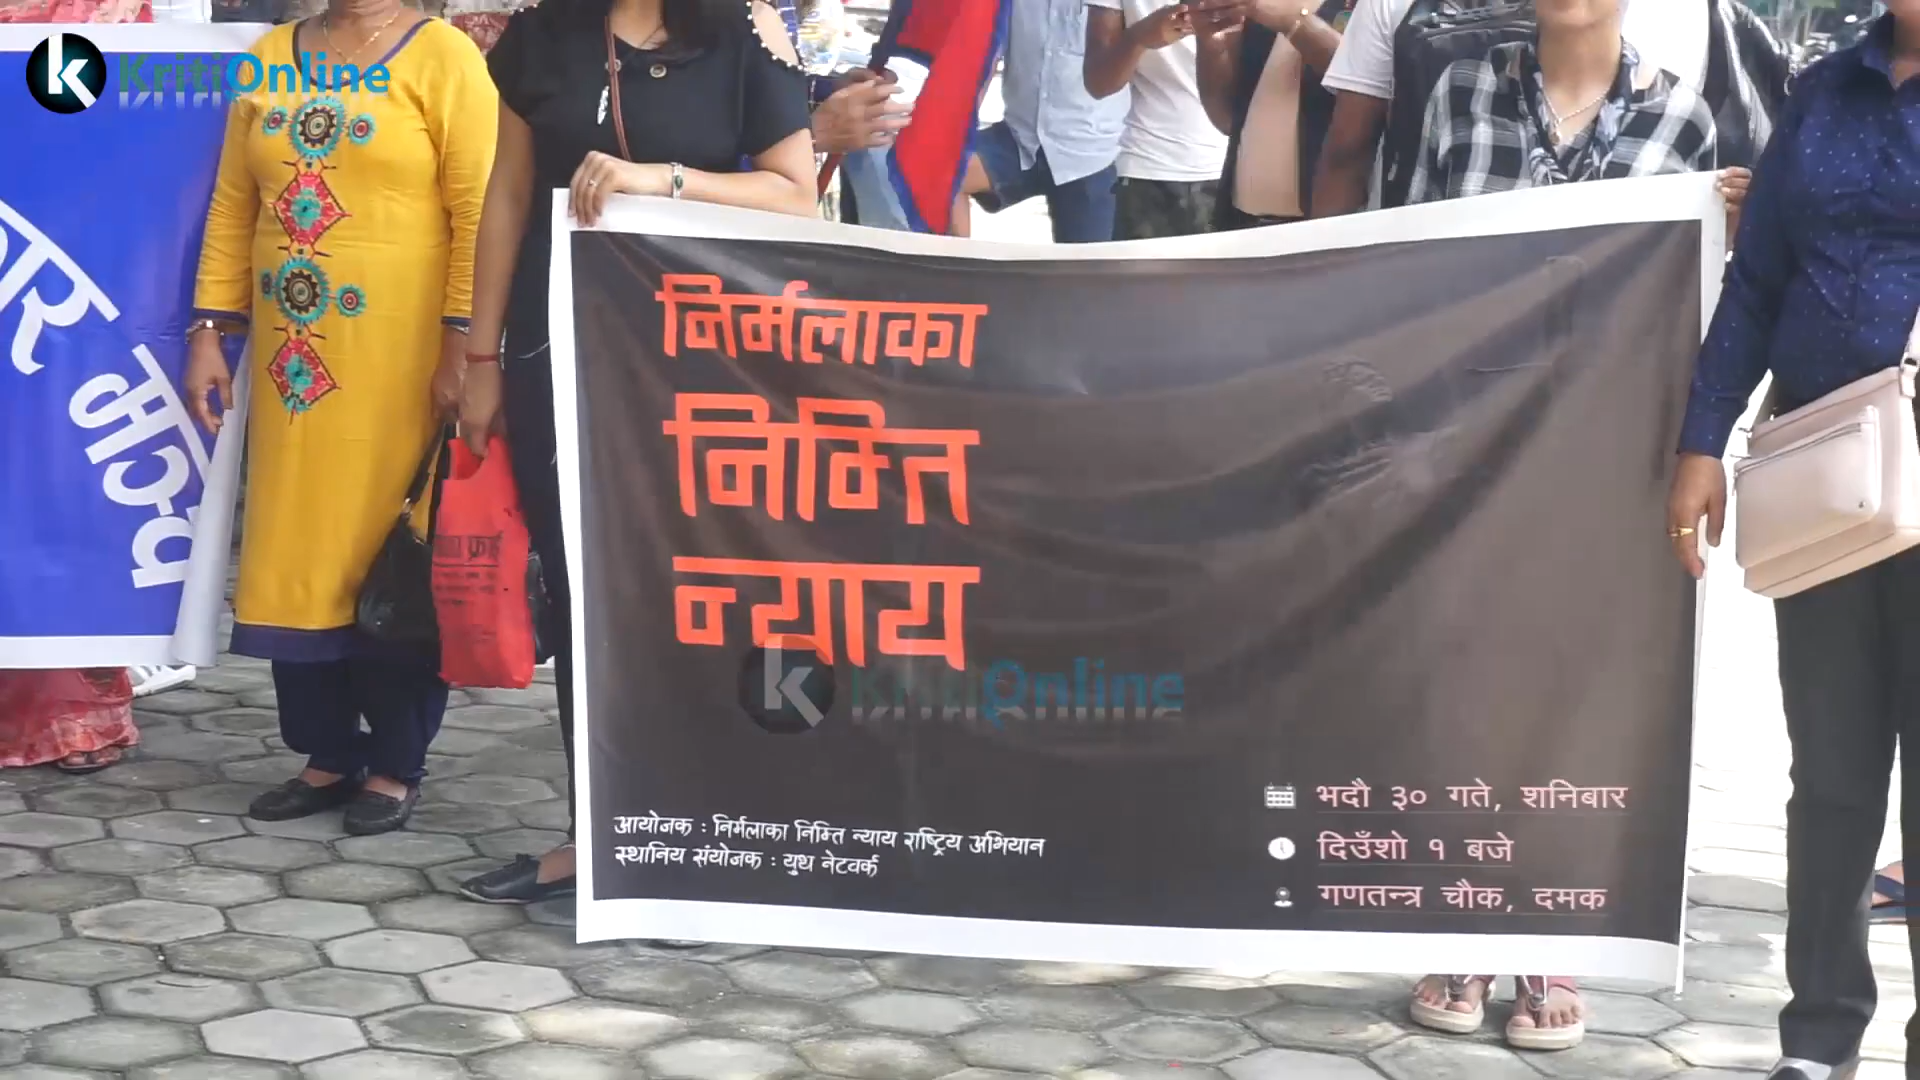 KritiOnline
निर्मलाका
निम्ति
न्याय
KritiOnline
आयोजक : निर्मलाका निम्ति न्याय राष्ट्रिय अभियान
स्थानिय संयोजक : युथ नेटवर्क
भदौ ३० गते, शनिबार
दिउँशो १ बजे
गणतन्त्र चौक, दमक